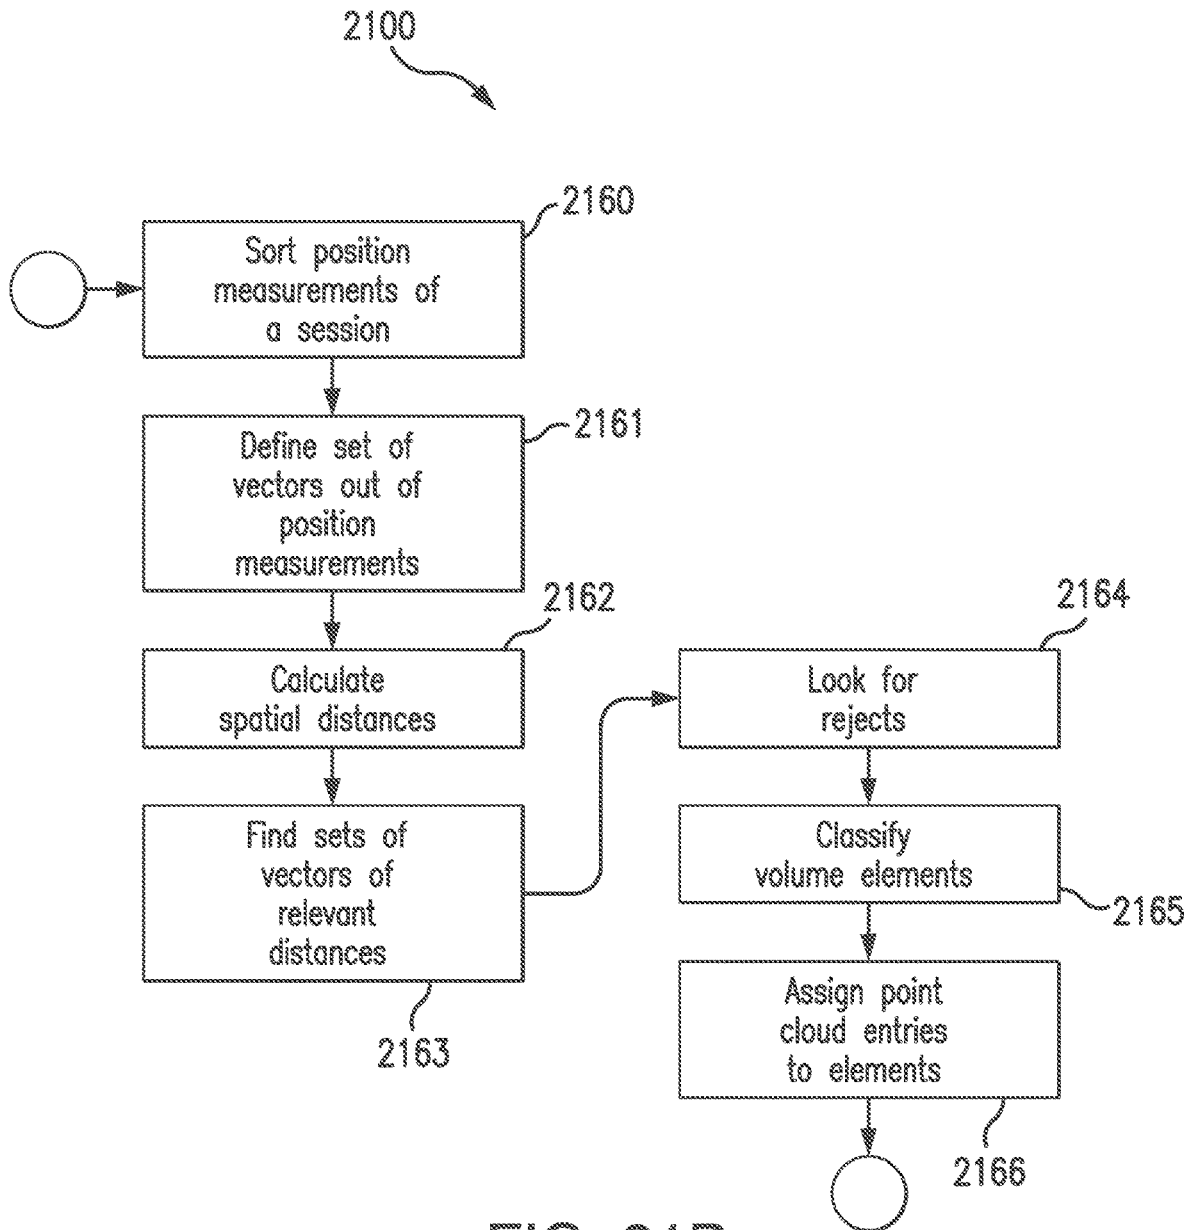 2100
2160
Sort position
measurements of
a session
2161
Define set of
vectors out of
position
measurements
2162
Calculate
spatial distances
2163
Find sets of
vectors of
relevant
distances
2164
Look for
rejects
Classify
volume elements
2165
Assign point
cloud entries
to elements
2166